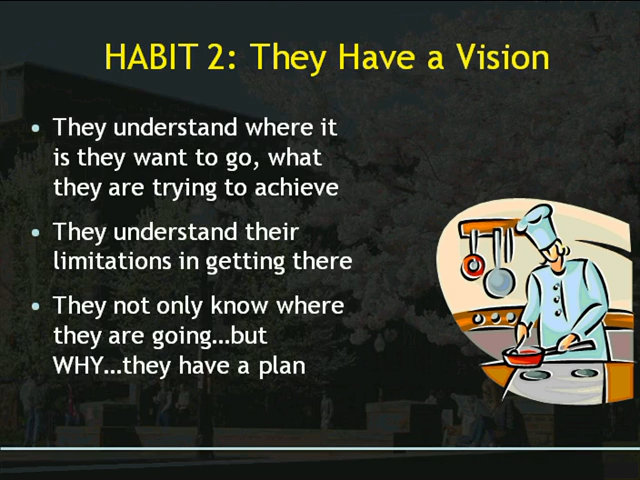 HABIT 2: They Have a Vision
• They understand where it
is they want to go, what
they are trying to achieve
• They understand their
limitations in getting there
• They not only know where
they are going…but
WHY…they have a plan